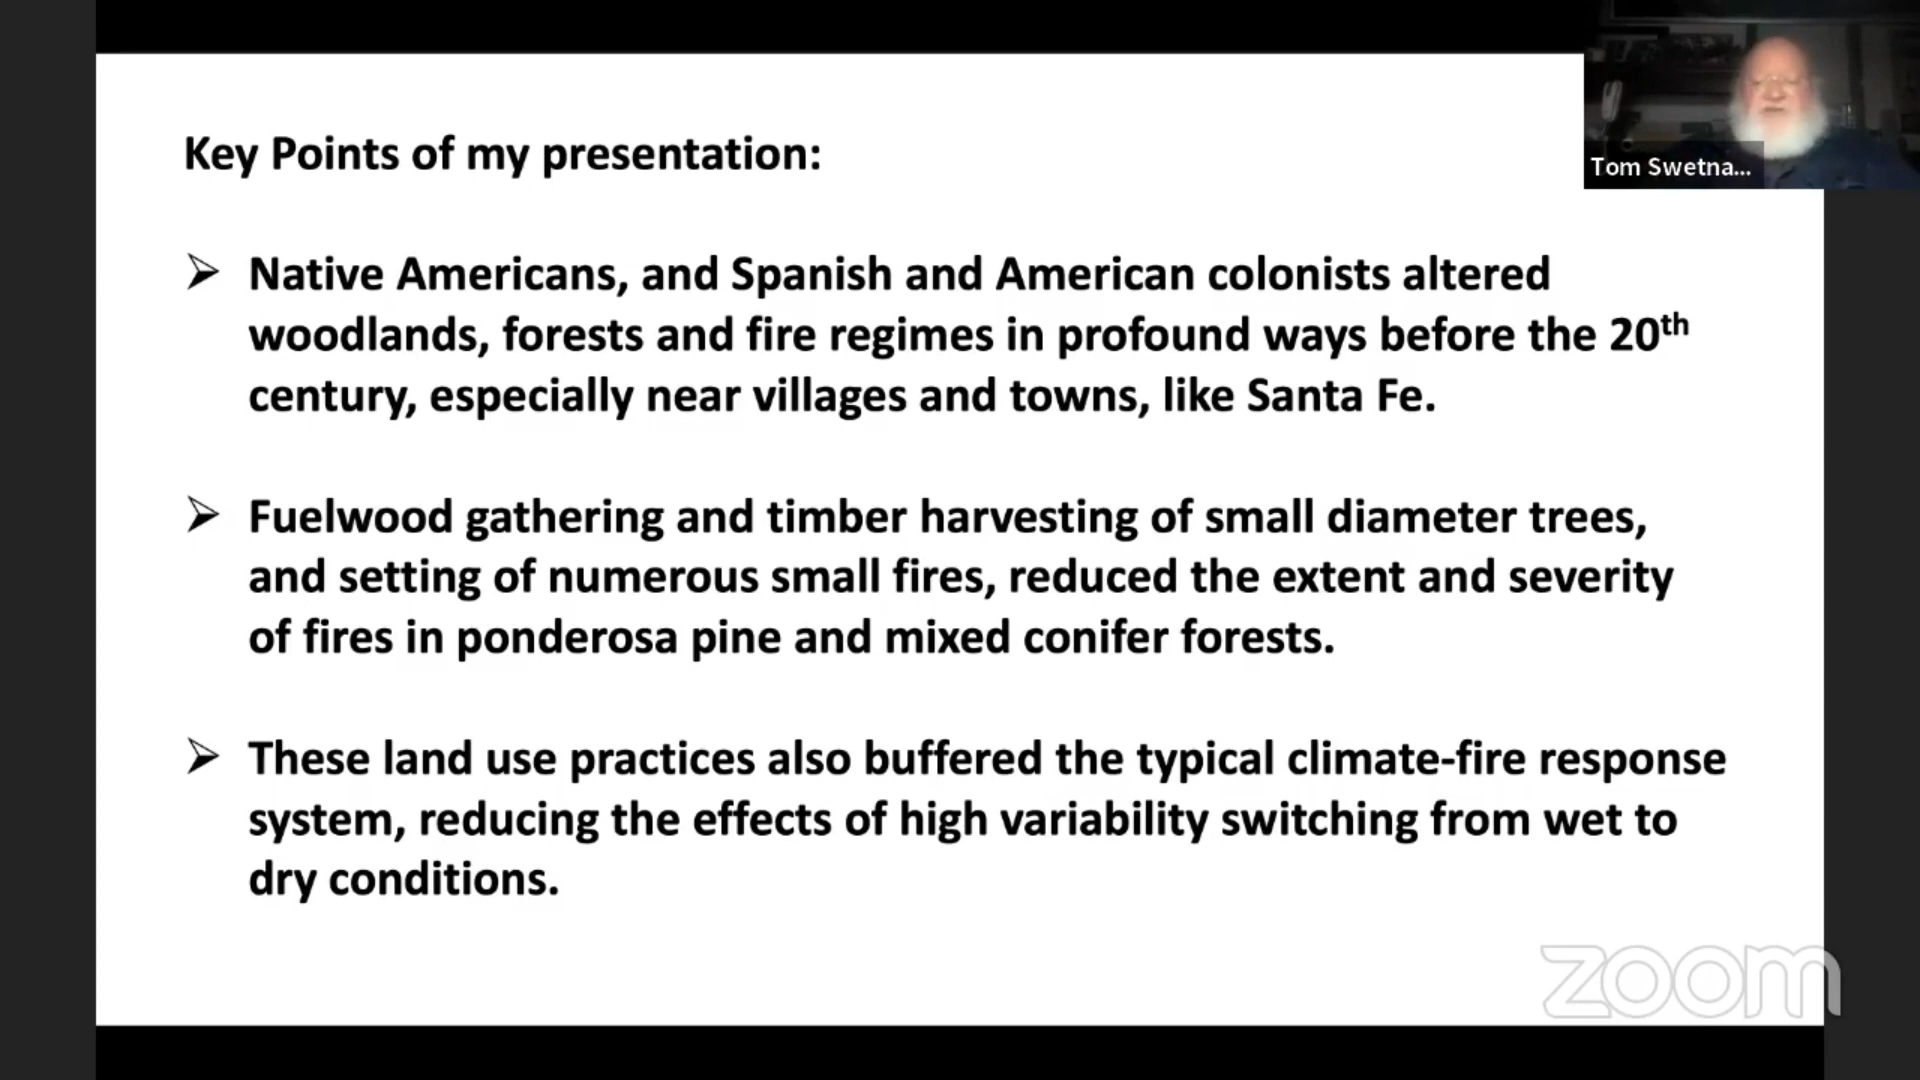 Tom Swetna...
Key Points of my presentation:
➢ Native Americans, and Spanish and American colonists altered
woodlands, forests and fire regimes in profound ways before the 20th
century, especially near villages and towns, like Santa Fe.
➢ Fuelwood gathering and timber harvesting of small diameter trees,
and setting of numerous small fires, reduced the extent and severity
of fires in ponderosa pine and mixed conifer forests.
➢ These land use practices also buffered the typical climate-fire response
system, reducing the effects of high variability switching from wet to
dry conditions.
zoom